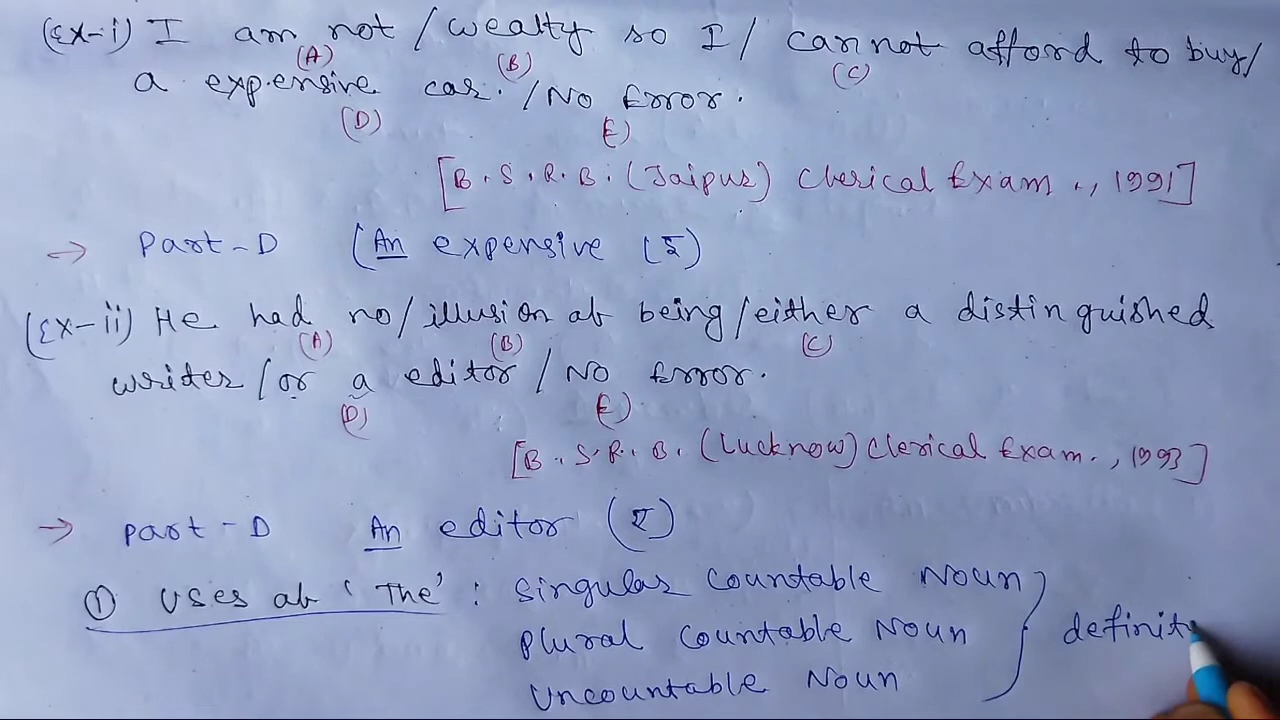 (Ex-i) I am not / wealty so I / cannot afford to buy/
(A) (B) (C)
a expensive car. / No Error.
(D) (E)
[B.S.R.B. (Jaipur) Clerical Exam., 1991]
→ Part-D (An expensive (इ)
(Ex-ii) He had no/illusion of being/either a distinguished
(A) (B) (C)
writer / or a editor / No Error.
(D) (E)
[B.S.R.B. (Lucknow) Clerical Exam., 1993]
→ part-D An editor (ए)
① Uses of 'The' : Singular Countable Noun
Plural Countable Noun } definit
Uncountable Noun